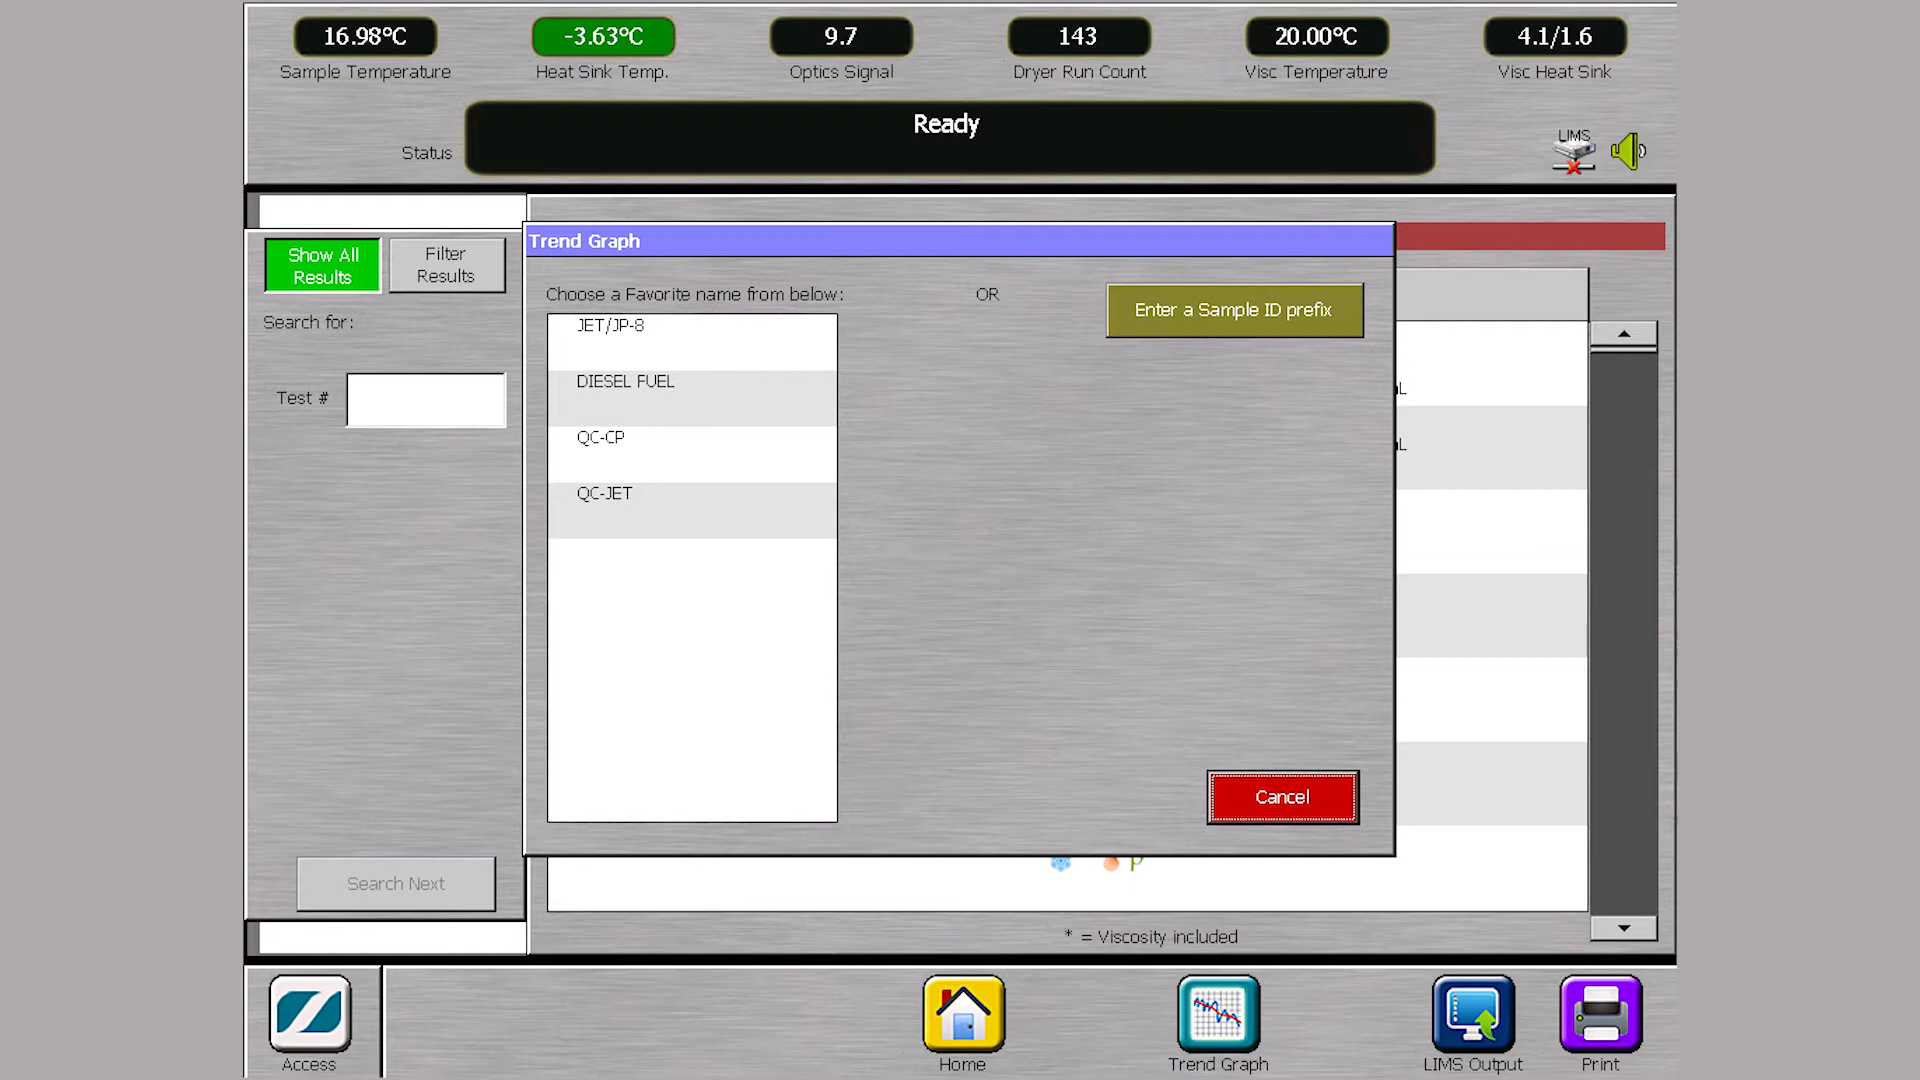 16.98°C
-3.63°C
9.7
143
20.00°C
4.1/1.6
Sample Temperature
Heat Sink Temp.
Optics Signal
Dryer Run Count
Visc Temperature
Visc Heat Sink
Ready
Status
LIMS
Show All
Results
Filter
Results
Search for:
Test #
Search Next
Trend Graph
Choose a Favorite name from below:
OR
Enter a Sample ID prefix
JET/JP-8
DIESEL FUEL
QC-CP
QC-JET
Cancel
L
L
* = Viscosity included
Access
Home
Trend Graph
LIMS Output
Print